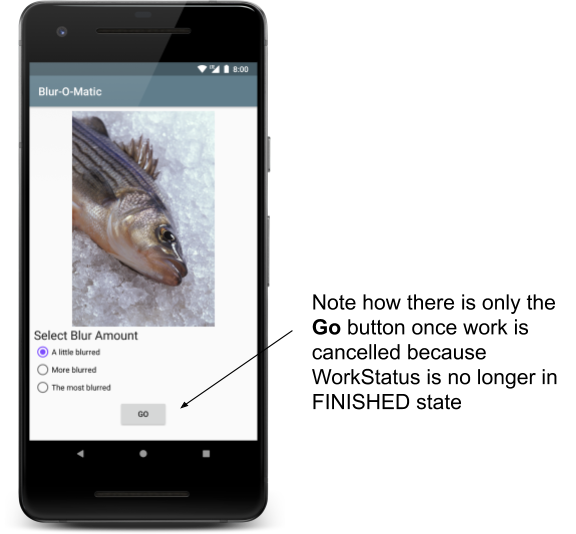 8:00
Blur-O-Matic
Select Blur Amount
A little blurred
More blurred
The most blurred
GO
Note how there is only the
Go button once work is
cancelled because
WorkStatus is no longer in
FINISHED state